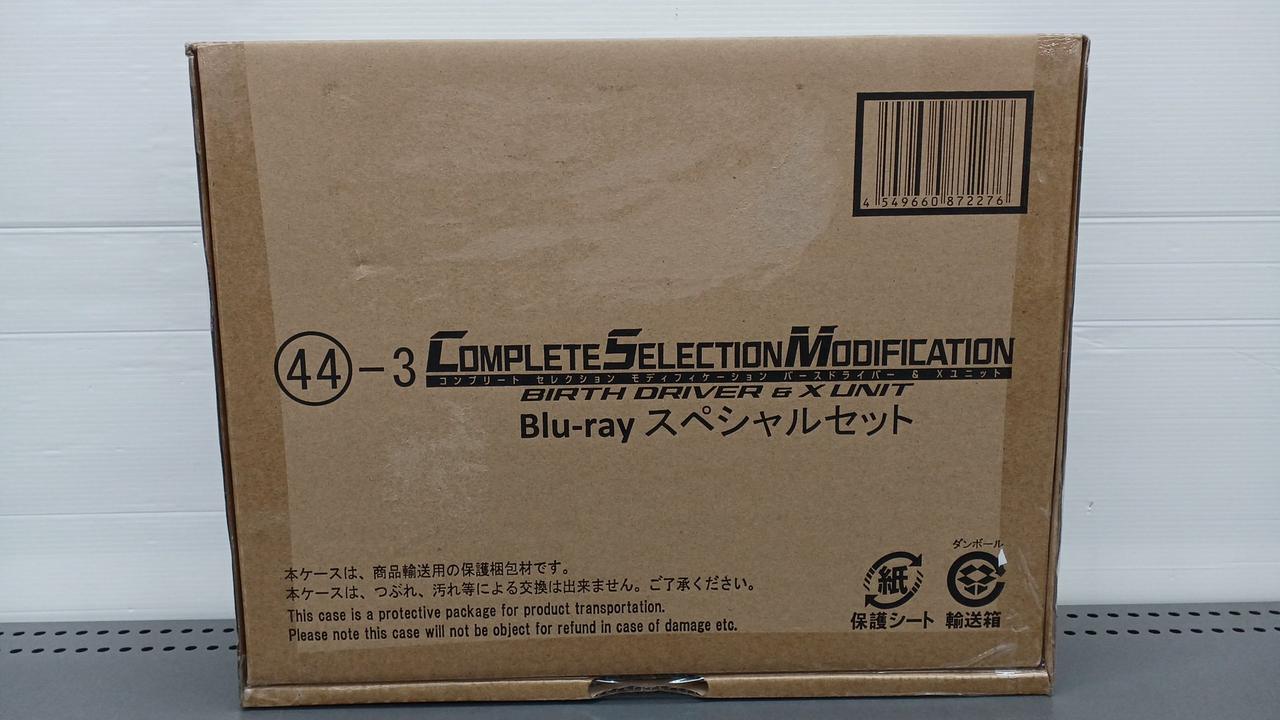 4 549660 872276
44-3
COMPLETE SELECTION MODIFICATION
コンプリート セレクション モディフィケーション バースドライバー & Xユニット
BIRTH DRIVER & X UNIT
Blu-ray スペシャルセット
本ケースは、商品輸送用の保護梱包材です。
本ケースは、つぶれ、汚れ等による交換は出来ません。ご了承ください。
This case is a protective package for product transportation.
Please note this case will not be object for refund in case of damage etc.
紙
保護シート
ダンボール
輸送箱